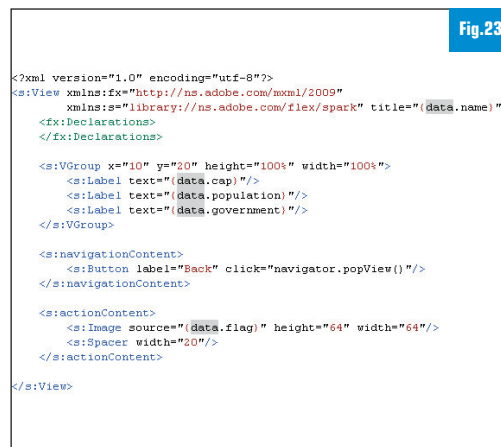 Fig.23
<?xml version="1.0" encoding="utf-8"?>
<s:View xmlns:fx="http://ns.adobe.com/mxml/2009"
xmlns:s="library://ns.adobe.com/flex/spark" title="{data.name}"
<fx:Declarations>
</fx:Declarations>
<s:VGroup x="10" y="20" height="100%" width="100%">
<s:Label text="{data.cap}"/>
<s:Label text="{data.population}"/>
<s:Label text="{data.government}"/>
</s:VGroup>
<s:navigationContent>
<s:Button label="Back" click="navigator.popView()"/>
</s:navigationContent>
<s:actionContent>
<s:Image source="{data.flag}" height="64" width="64"/>
<s:Spacer width="20"/>
</s:actionContent>
</s:View>